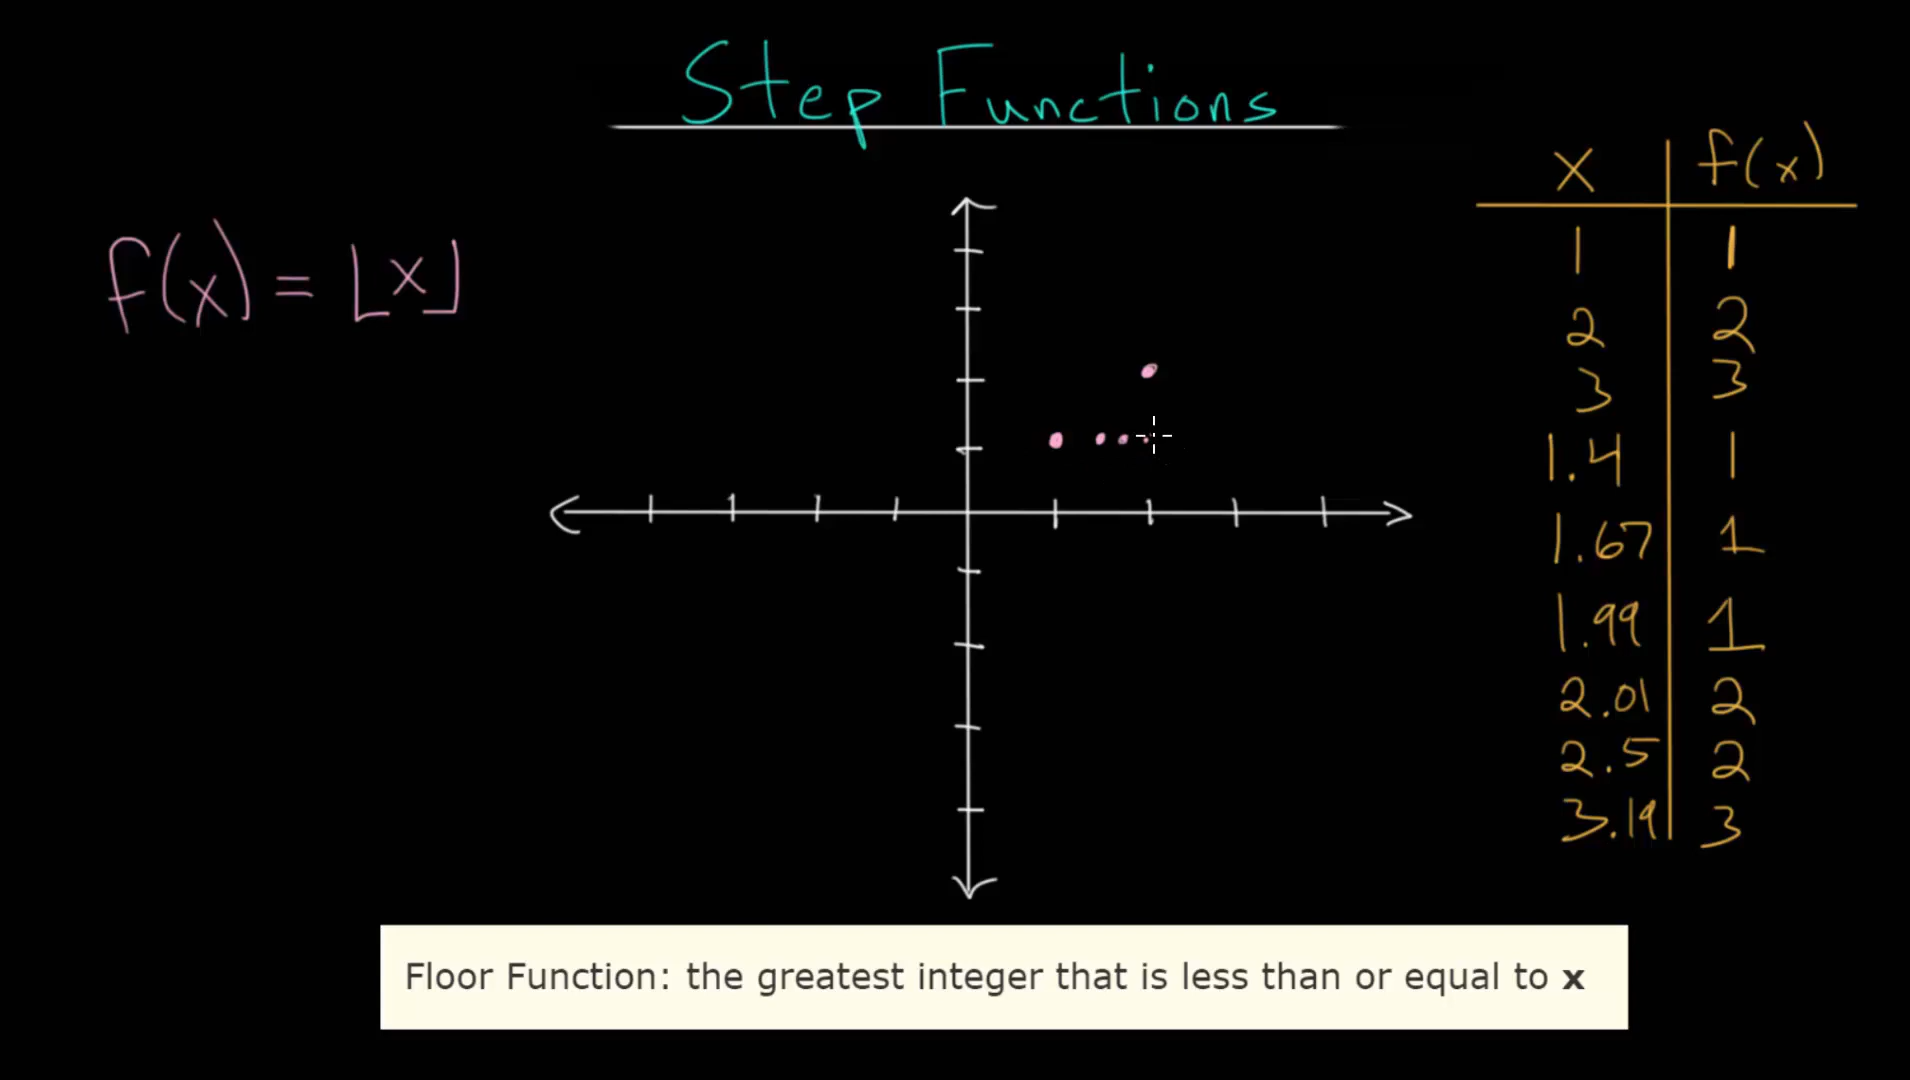 Step Functions
f(x) = ⌊x⌋
x f(x)
1 1
2 2
3 3
1.4 1
1.67 1
1.99 1
2.01 2
2.5 2
3.19 3
Floor Function: the greatest integer that is less than or equal to x